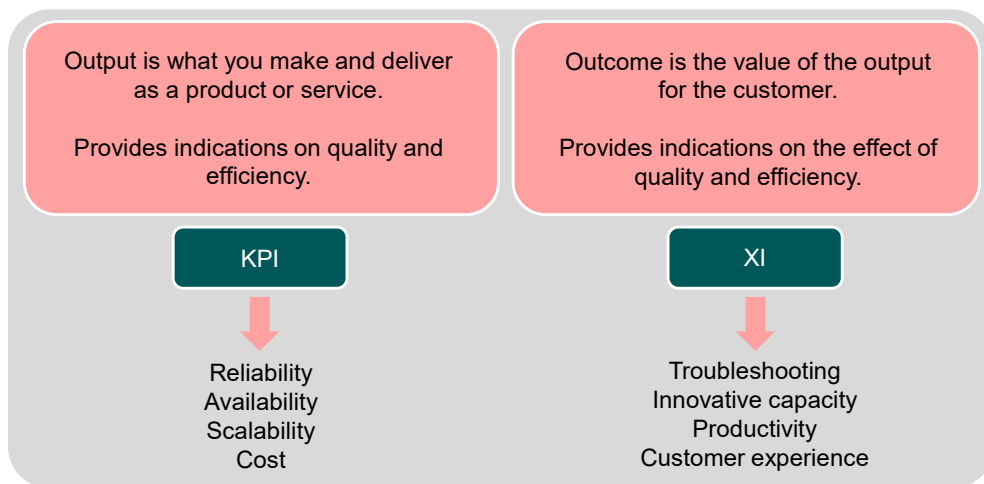 Output is what you make and deliver
as a product or service.
Provides indications on quality and
efficiency.
KPI
Reliability
Availability
Scalability
Cost
Outcome is the value of the output
for the customer.
Provides indications on the effect of
quality and efficiency.
XI
Troubleshooting
Innovative capacity
Productivity
Customer experience